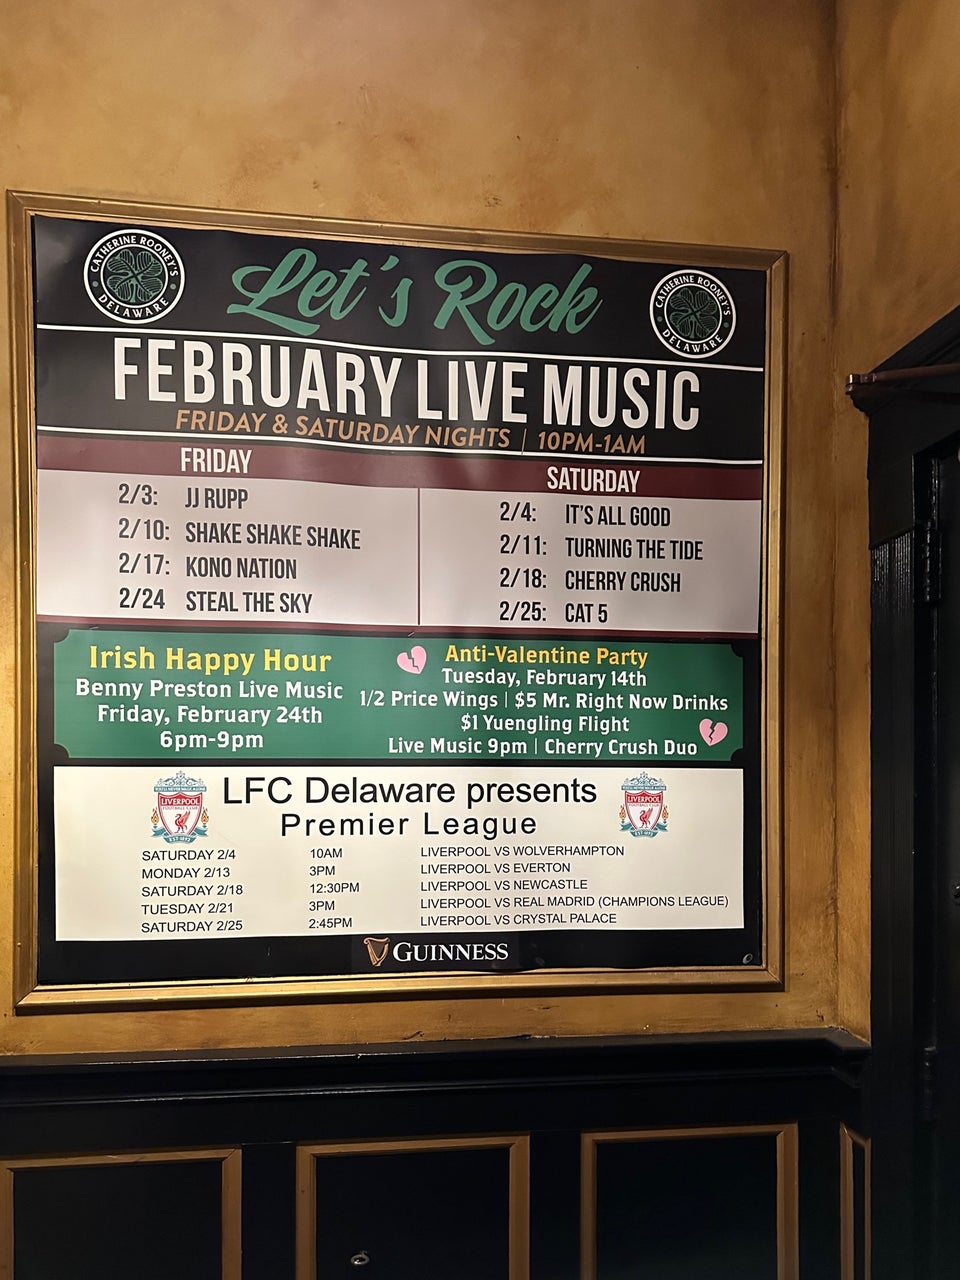 CATHERINE ROONEY'S
DELAWARE
Let's Rock
CATHERINE ROONEY'S
DELAWARE
FEBRUARY LIVE MUSIC
FRIDAY & SATURDAY NIGHTS | 10PM-1AM
FRIDAY
2/3: JJ RUPP
2/10: SHAKE SHAKE SHAKE
2/17: KONO NATION
2/24 STEAL THE SKY
SATURDAY
2/4: IT'S ALL GOOD
2/11: TURNING THE TIDE
2/18: CHERRY CRUSH
2/25: CAT 5
Irish Happy Hour
Benny Preston Live Music
Friday, February 24th
6pm-9pm
Anti-Valentine Party
Tuesday, February 14th
1/2 Price Wings | $5 Mr. Right Now Drinks
$1 Yuengling Flight
Live Music 9pm | Cherry Crush Duo
LFC Delaware presents
Premier League
LIVERPOOL
LIVERPOOL
SATURDAY 2/4 10AM LIVERPOOL VS WOLVERHAMPTON
MONDAY 2/13 3PM LIVERPOOL VS EVERTON
SATURDAY 2/18 12:30PM LIVERPOOL VS NEWCASTLE
TUESDAY 2/21 3PM LIVERPOOL VS REAL MADRID (CHAMPIONS LEAGUE)
SATURDAY 2/25 2:45PM LIVERPOOL VS CRYSTAL PALACE
GUINNESS